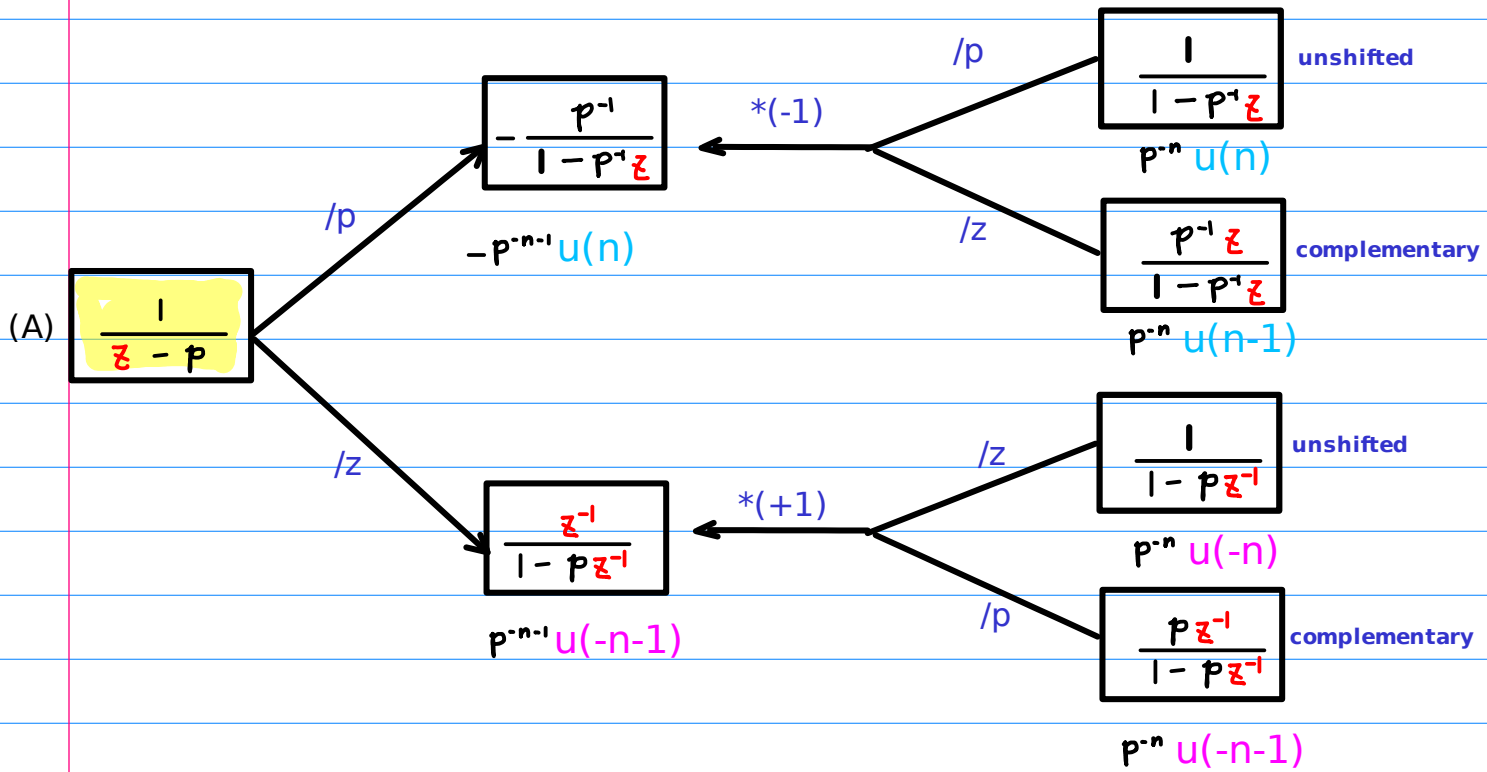 /p
1 / (1 - p⁻¹z)
unshifted
p⁻ⁿ u(n)
*(-1)
- p⁻¹ / (1 - p⁻¹z)
-p⁻ⁿ⁻¹ u(n)
/p
/z
p⁻¹z / (1 - p⁻¹z)
complementary
p⁻ⁿ u(n-1)
(A)
1 / (z - p)
/z
/z
1 / (1 - pz⁻¹)
unshifted
p⁻ⁿ u(-n)
*(+1)
z⁻¹ / (1 - pz⁻¹)
p⁻ⁿ⁻¹ u(-n-1)
/p
pz⁻¹ / (1 - pz⁻¹)
complementary
p⁻ⁿ u(-n-1)